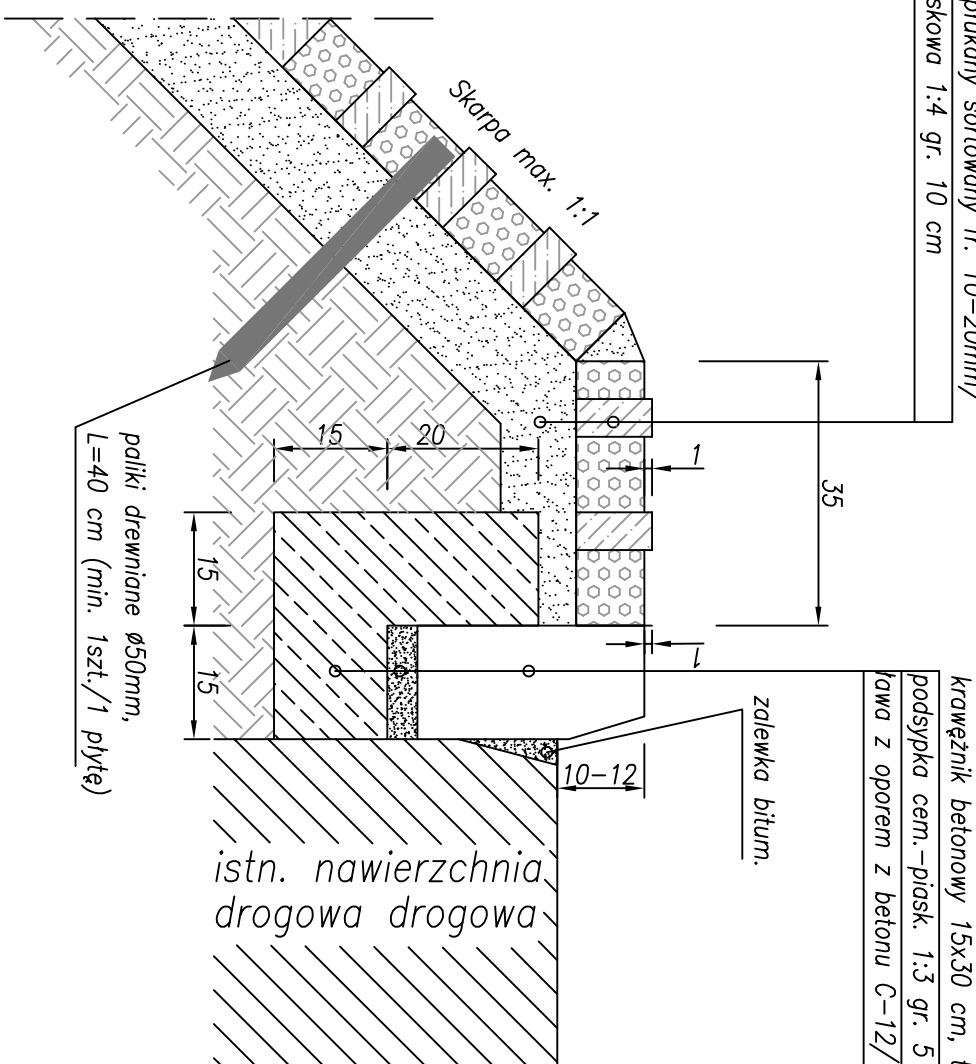 sortowany fr. 10-20mm/
1:4 gr. 10 cm
Skarpa max. 1:1
35
1
1
15
20
15
15
10-12
paliki drewniane ø50mm,
L=40 cm (min. 1szt./1 płytę)
krawężnik betonowy 15x30 cm,
podsypka cem.-piask. 1:3 gr. 5
ława z oporem z betonu C-12/
zalewka bitum.
istn. nawierzchnia
drogowa drogowa